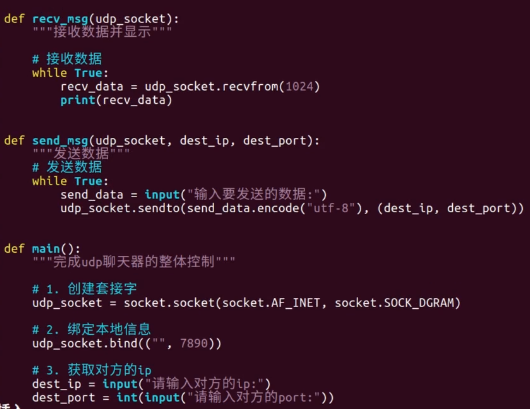 def recv_msg(udp_socket):
    """接收数据并显示"""
    # 接收数据
    while True:
        recv_data = udp_socket.recvfrom(1024)
        print(recv_data)
def send_msg(udp_socket, dest_ip, dest_port):
    """发送数据"""
    # 发送数据
    while True:
        send_data = input("输入要发送的数据:")
        udp_socket.sendto(send_data.encode("utf-8"), (dest_ip, dest_port))
def main():
    """完成udp聊天器的整体控制"""
    # 1. 创建套接字
    udp_socket = socket.socket(socket.AF_INET, socket.SOCK_DGRAM)
    # 2. 绑定本地信息
    udp_socket.bind(("", 7890))
    # 3. 获取对方的ip
    dest_ip = input("请输入对方的ip:")
    dest_port = int(input("请输入对方的port:"))